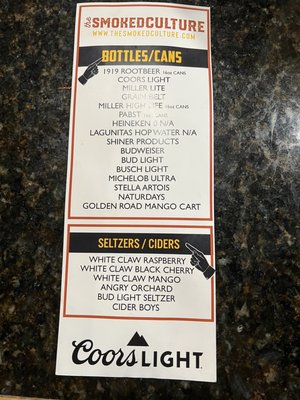 the SMOKEDCULTURE
WWW.THESMOKEDCULTURE.COM
BOTTLES/CANS
1919 ROOTBEER 16oz CANS
COORS LIGHT
MILLER LITE
GRAIN BELT
MILLER HIGH LIFE 16oz CANS
PABST 16oz CANS
HEINEKEN 0 N/A
LAGUNITAS HOP WATER N/A
SHINER PRODUCTS
BUDWEISER
BUD LIGHT
BUSCH LIGHT
MICHELOB ULTRA
STELLA ARTOIS
NATURDAYS
GOLDEN ROAD MANGO CART
SELTZERS / CIDERS
WHITE CLAW RASPBERRY
WHITE CLAW BLACK CHERRY
WHITE CLAW MANGO
ANGRY ORCHARD
BUD LIGHT SELTZER
CIDER BOYS
Coors LIGHT